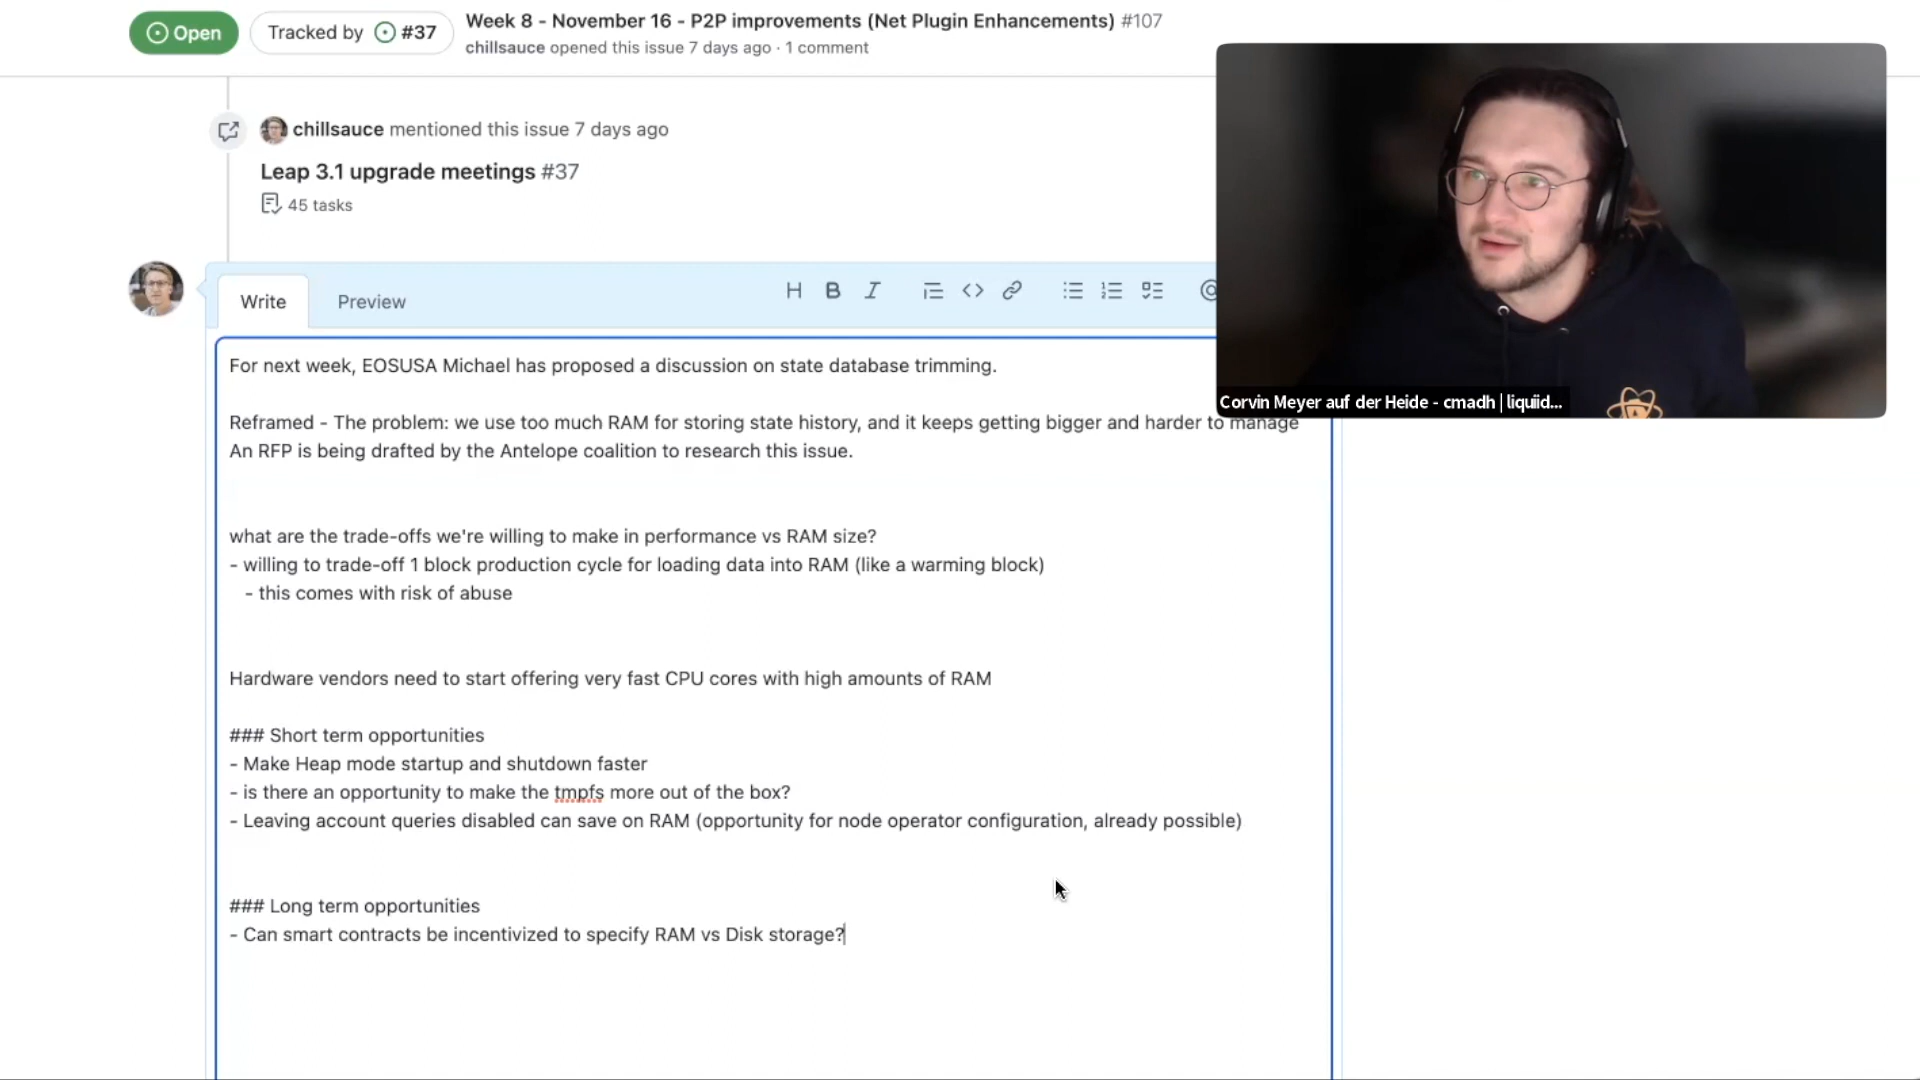 Open
Tracked by #37
Week 8 - November 16 - P2P improvements (Net Plugin Enhancements) #107
chillsauce opened this issue 7 days ago · 1 comment
chillsauce mentioned this issue 7 days ago
Leap 3.1 upgrade meetings #37
45 tasks
Write
Preview
H B I
For next week, EOSUSA Michael has proposed a discussion on state database trimming.
Corvin Meyer auf der Heide - cmadh | liquiid...
Reframed - The problem: we use too much RAM for storing state history, and it keeps getting bigger and harder to manage
An RFP is being drafted by the Antelope coalition to research this issue.
what are the trade-offs we're willing to make in performance vs RAM size?
- willing to trade-off 1 block production cycle for loading data into RAM (like a warming block)
- this comes with risk of abuse
Hardware vendors need to start offering very fast CPU cores with high amounts of RAM
### Short term opportunities
- Make Heap mode startup and shutdown faster
- is there an opportunity to make the tmpfs more out of the box?
- Leaving account queries disabled can save on RAM (opportunity for node operator configuration, already possible)
### Long term opportunities
- Can smart contracts be incentivized to specify RAM vs Disk storage?